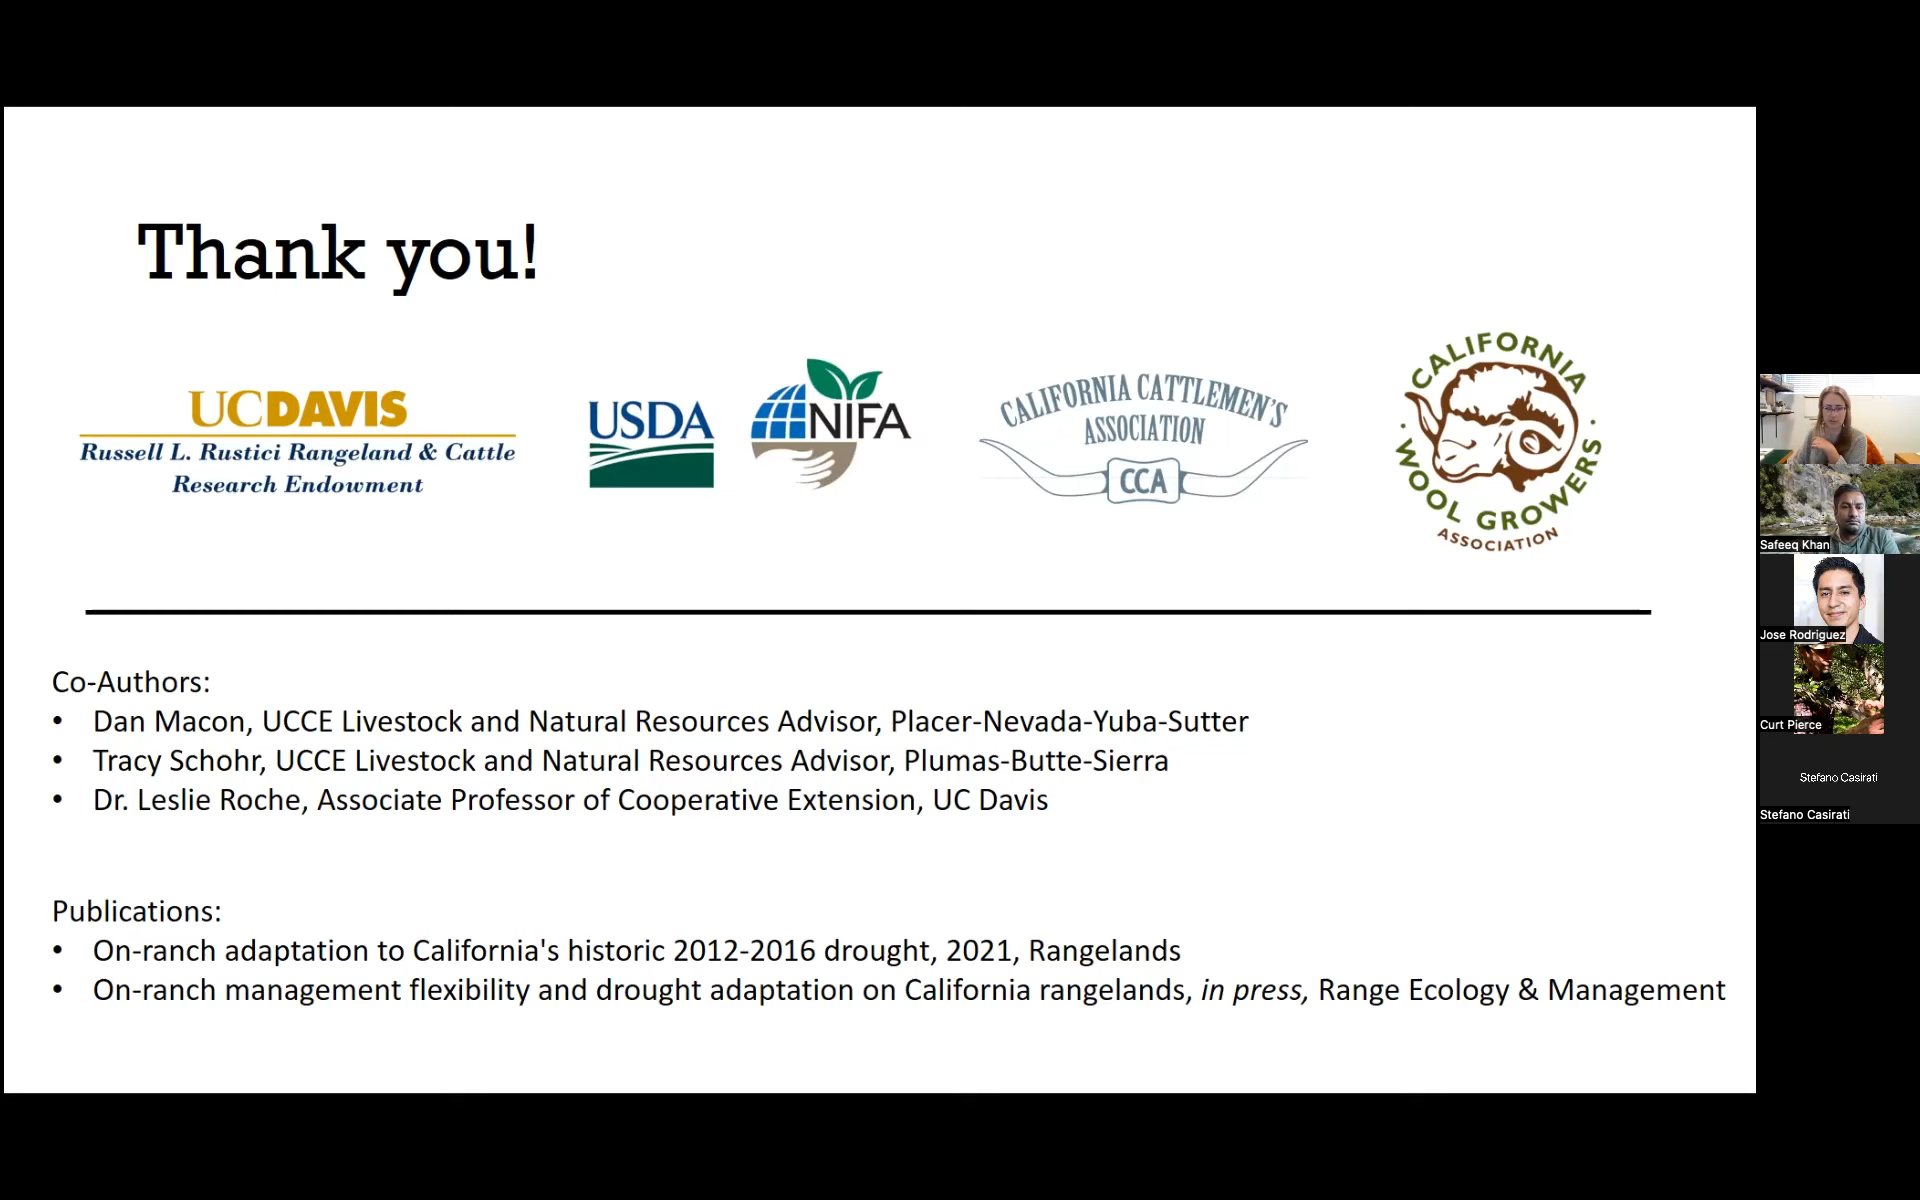 Thank you!
UCDAVIS
Russell L. Rustici Rangeland & Cattle
Research Endowment
USDA
NIFA
CALIFORNIA CATTLEMEN'S
ASSOCIATION
CCA
CALIFORNIA
· WOOL GROWERS ·
ASSOCIATION
Co-Authors:
• Dan Macon, UCCE Livestock and Natural Resources Advisor, Placer-Nevada-Yuba-Sutter
• Tracy Schohr, UCCE Livestock and Natural Resources Advisor, Plumas-Butte-Sierra
• Dr. Leslie Roche, Associate Professor of Cooperative Extension, UC Davis
Publications:
• On-ranch adaptation to California's historic 2012-2016 drought, 2021, Rangelands
• On-ranch management flexibility and drought adaptation on California rangelands, in press, Range Ecology & Management
Safeeq Khan
Jose Rodriguez
Curt Pierce
Stefano Casirati
Stefano Casirati